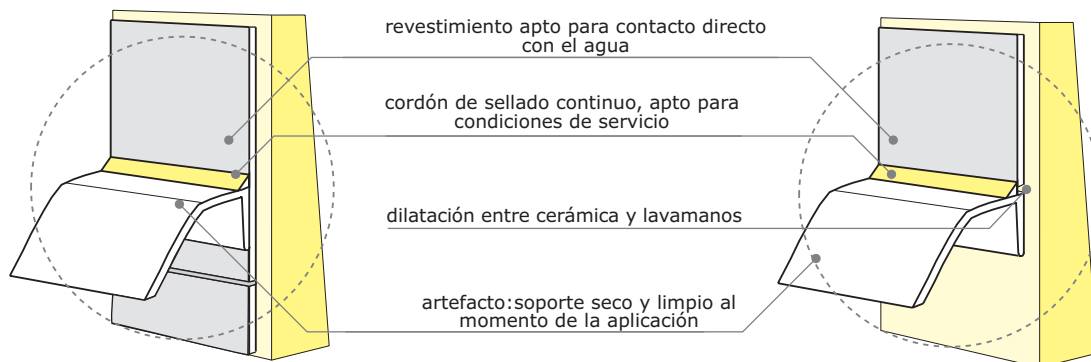 revestimiento apto para contacto directo
con el agua
cordón de sellado continuo, apto para
condiciones de servicio
dilatación entre cerámica y lavamanos
artefacto:soporte seco y limpio al
momento de la aplicación